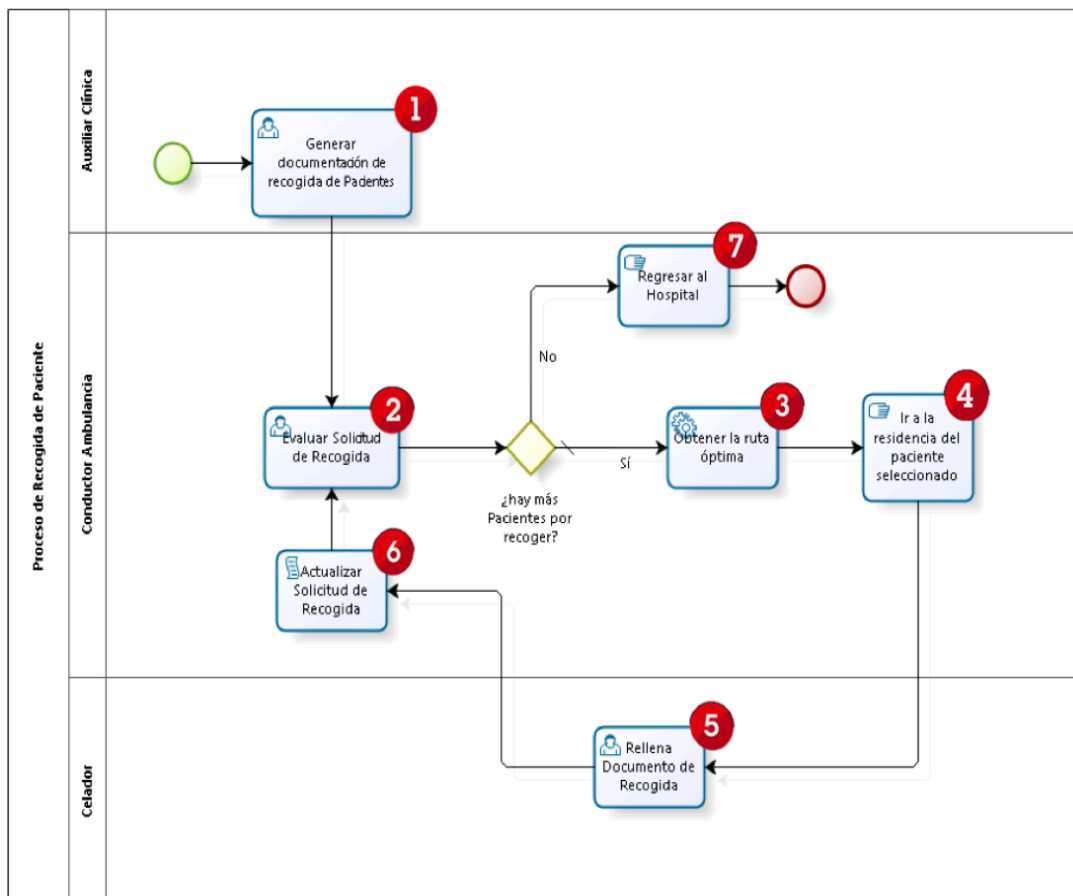 Proceso de Recogida de Paciente
Auxiliar Clínica
1
Generar
documentación de
recogida de Pacientes
Conductor Ambulancia
7
Regresar al
Hospital
No
2
Evaluar Solicitud
de Recogida
¿hay más
Pacientes por
recoger?
Sí
3
Obtener la ruta
óptima
4
Ir a la
residencia del
paciente
seleccionado
6
Actualizar
Solicitud de
Recogida
Celador
5
Rellena
Documento de
Recogida